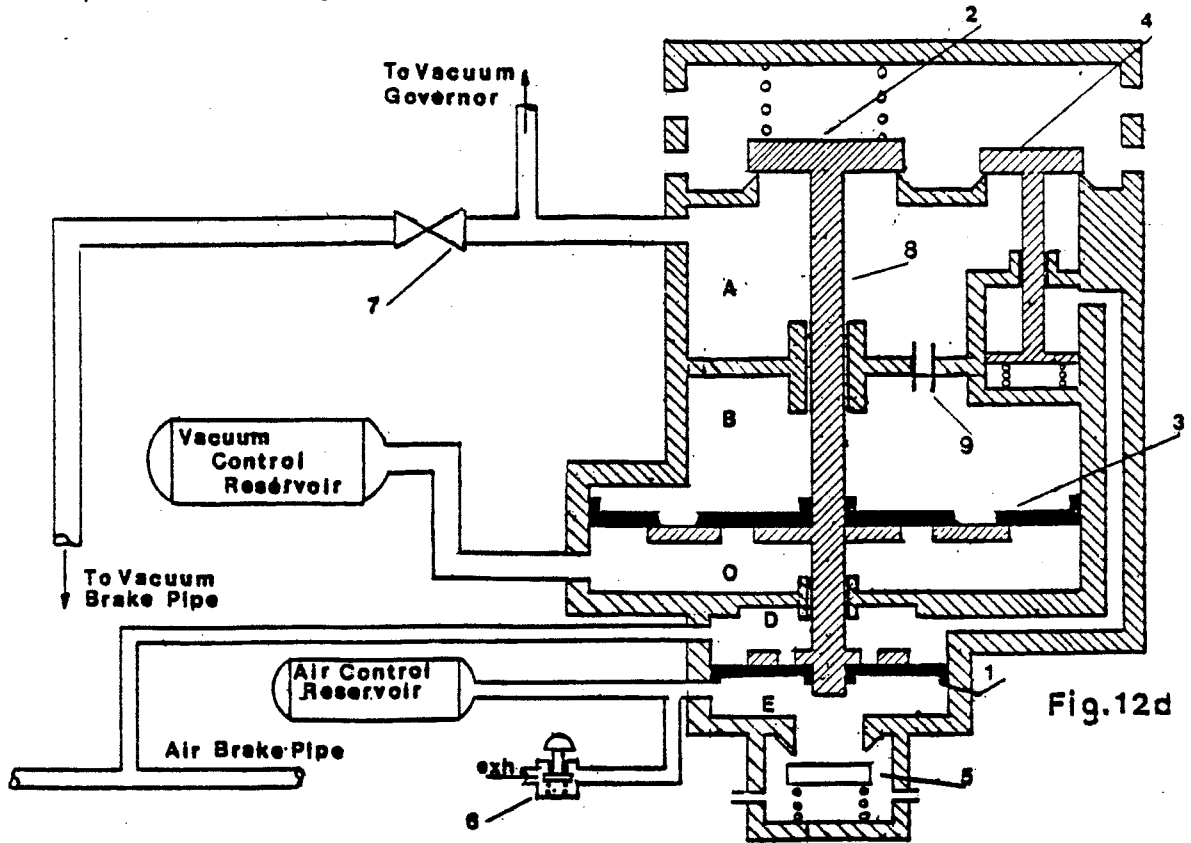 2
4
To Vacuum
Governor
7
8
A
B
9
3
Vacuum
Control
Resérvoir
To Vacuum
Brake Pipe
O
D
1
Air Control
Reservoir
E
Fig.12d
Air Brake Pipe
exh
5
6